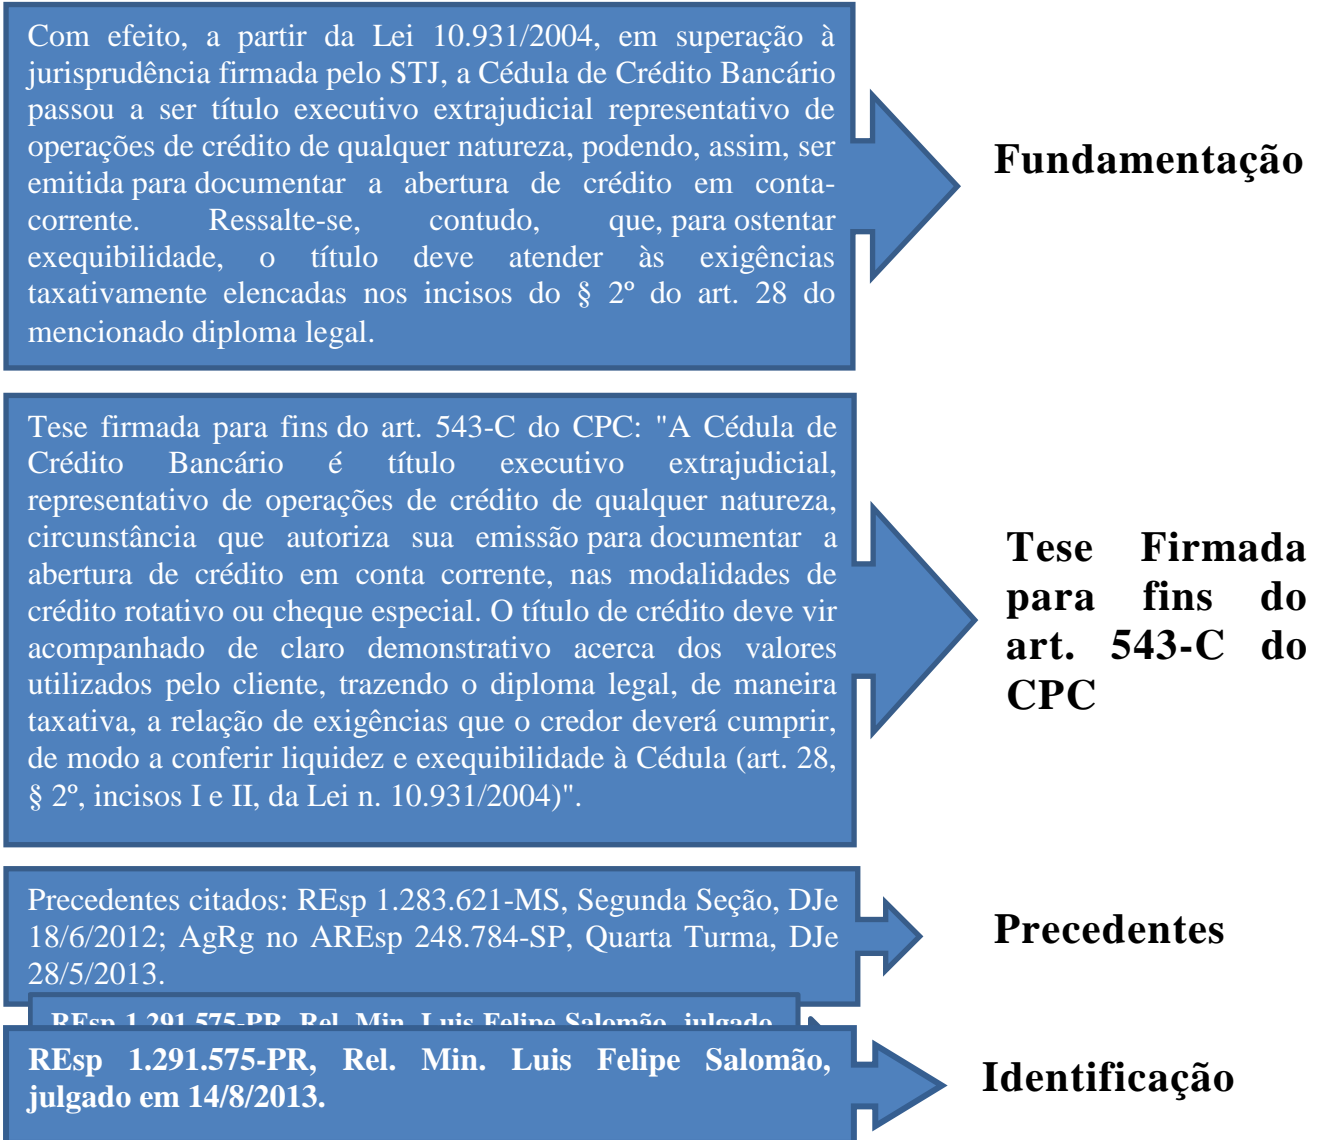 Com efeito, a partir da Lei 10.931/2004, em superação à
jurisprudência firmada pelo STJ, a Cédula de Crédito Bancário
passou a ser título executivo extrajudicial representativo de
operações de crédito de qualquer natureza, podendo, assim, ser
emitida para documentar a abertura de crédito em conta-
corrente. Ressalte-se, contudo, que, para ostentar
exequibilidade, o título deve atender às exigências
taxativamente elencadas nos incisos do § 2º do art. 28 do
mencionado diploma legal.
Fundamentação
Tese firmada para fins do art. 543-C do CPC: "A Cédula de
Crédito Bancário é título executivo extrajudicial,
representativo de operações de crédito de qualquer natureza,
circunstância que autoriza sua emissão para documentar a
abertura de crédito em conta corrente, nas modalidades de
crédito rotativo ou cheque especial. O título de crédito deve vir
acompanhado de claro demonstrativo acerca dos valores
utilizados pelo cliente, trazendo o diploma legal, de maneira
taxativa, a relação de exigências que o credor deverá cumprir,
de modo a conferir liquidez e exequibilidade à Cédula (art. 28,
§ 2º, incisos I e II, da Lei n. 10.931/2004)".
Tese Firmada
para fins do
art. 543-C do
CPC
Precedentes citados: REsp 1.283.621-MS, Segunda Seção, DJe
18/6/2012; AgRg no AREsp 248.784-SP, Quarta Turma, DJe
28/5/2013.
Precedentes
REsp 1.291.575-PR, Rel. Min. Luis Felipe Salomão, julgado
REsp 1.291.575-PR, Rel. Min. Luis Felipe Salomão,
julgado em 14/8/2013.
Identificação